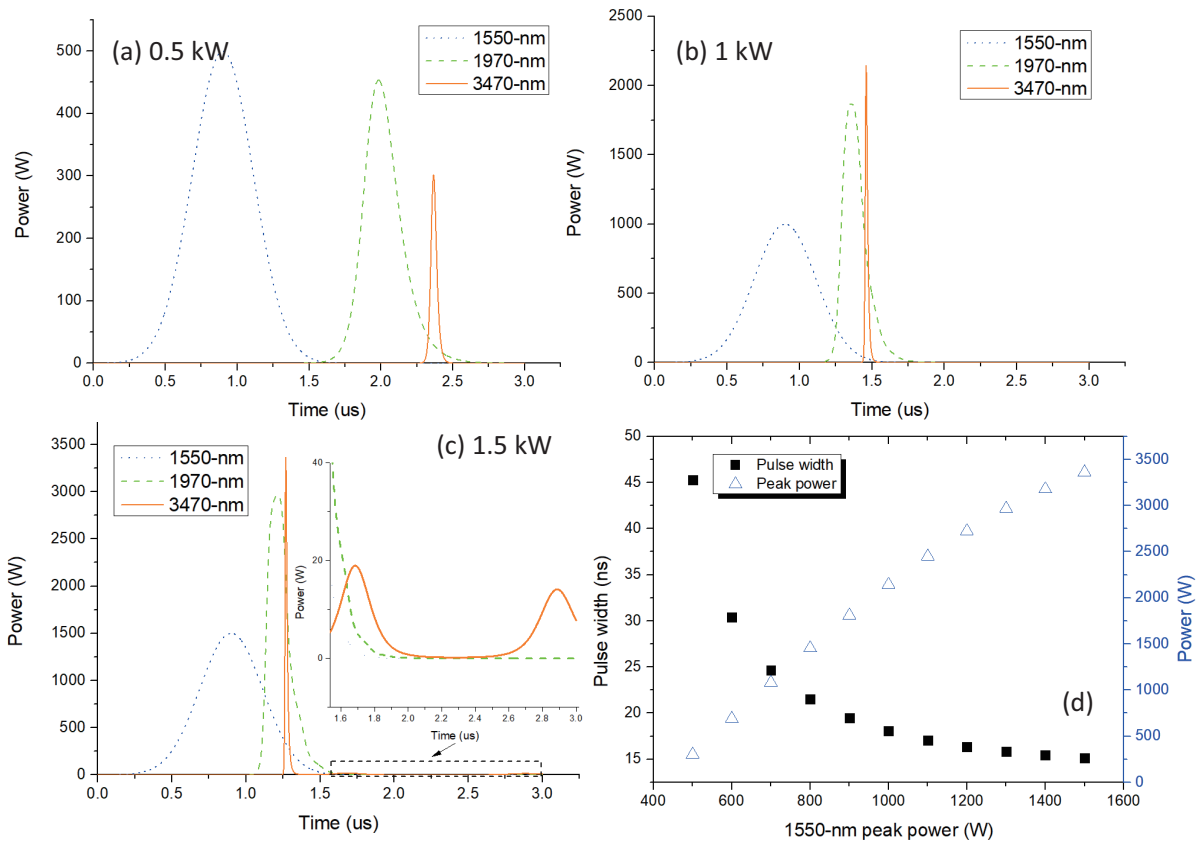 (a) 0.5 kW
1550-nm
1970-nm
3470-nm
500
400
300
200
100
0
Power (W)
0.0 0.5 1.0 1.5 2.0 2.5 3.0
Time (us)
(b) 1 kW
1550-nm
1970-nm
3470-nm
2500
2000
1500
1000
500
0
Power (W)
0.0 0.5 1.0 1.5 2.0 2.5 3.0
Time (us)
(c) 1.5 kW
1550-nm
1970-nm
3470-nm
3500
3000
2500
2000
1500
1000
500
0
Power (W)
0.0 0.5 1.0 1.5 2.0 2.5 3.0
Time (us)
40
20
0
Power (W)
1.6 1.8 2.0 2.2 2.4 2.6 2.8 3.0
Time (us)
Pulse width
Peak power
50
45
40
35
30
25
20
15
Pulse width (ns)
3500
3000
2500
2000
1500
1000
500
0
Power (W)
(d)
400 600 800 1000 1200 1400 1600
1550-nm peak power (W)